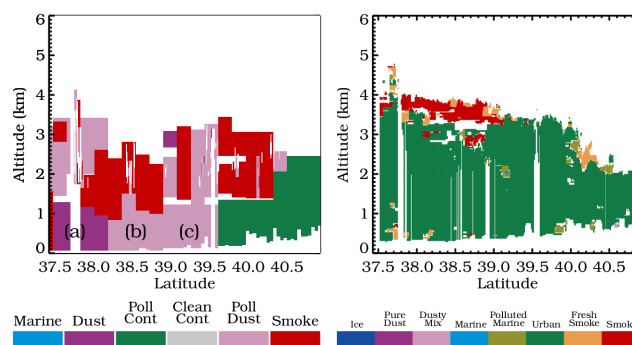 6
5
4
3
2
1
0
Altitude (km)
(a)
(b)
(c)
37.5 38.0 38.5 39.0 39.5 40.0 40.5
Latitude
Marine
Dust
Poll Cont
Clean Cont
Poll Dust
Smoke
6
5
4
3
2
1
0
Altitude (km)
37.5 38.0 38.5 39.0 39.5 40.0 40.5
Latitude
Ice
Pure Dust
Dusty Mix
Marine
Polluted Marine
Urban
Fresh Smoke